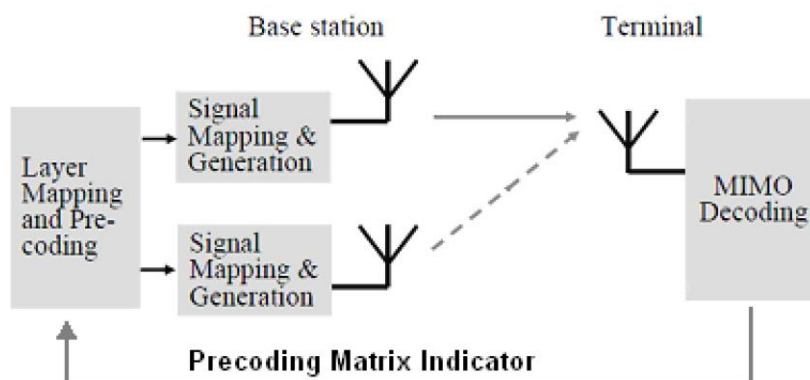 Base station
Terminal
Layer
Mapping
and Pre-
coding
Signal
Mapping &
Generation
Signal
Mapping &
Generation
MIMO
Decoding
Precoding Matrix Indicator